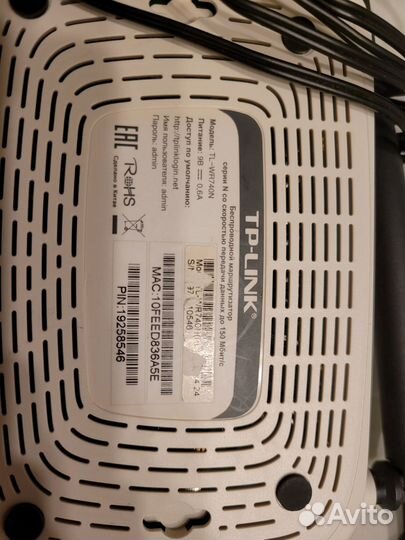 TP-LINK®
Беспроводной маршрутизатор
серии N со скоростью передачи данных до 150 Мбит/с
Модель: TL-WR740N
Питание: 9В 0,6А
Доступ по умолчанию:
http://tplinklogin.net
Имя пользователя: admin
Пароль: admin
EAC RoHS
Сделано в Китае
MAC:10FEED836A5E
PIN:19258546
Avito